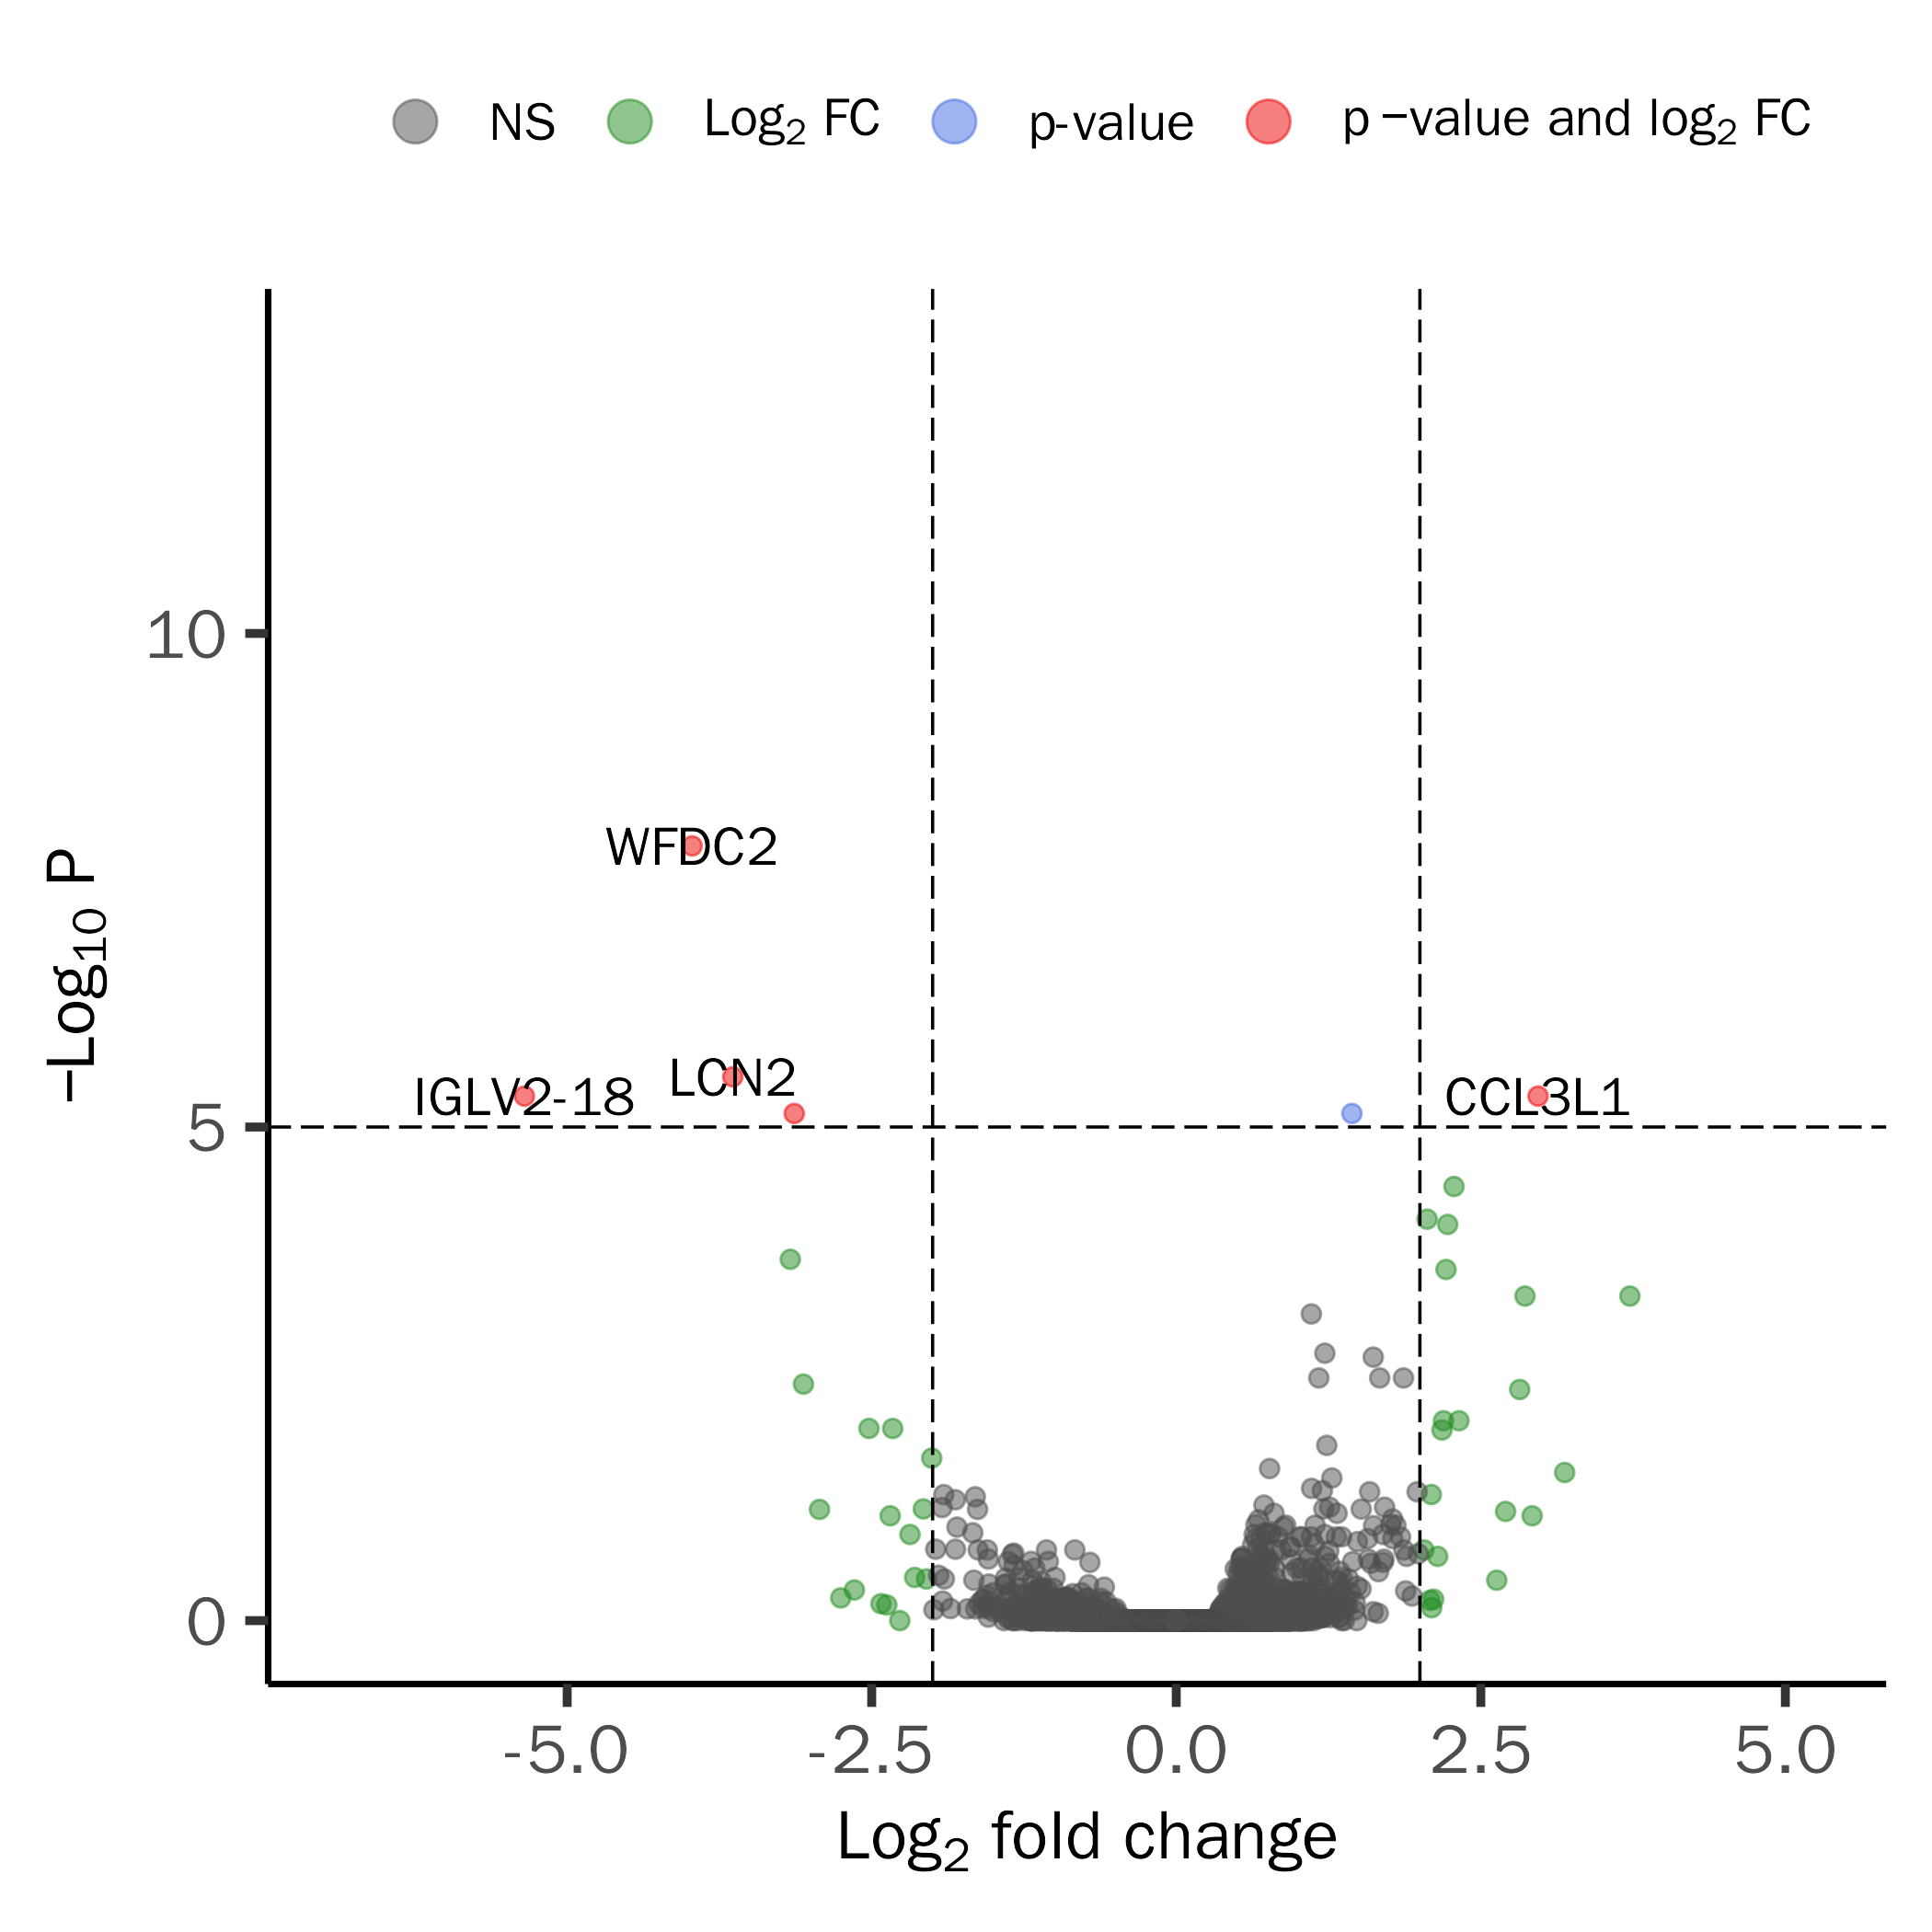 NS Log2 FC p-value p −value and log2 FC
−Log10 P
10
5
0
WFDC2
LCN2
IGLV2-18
CCL3L1
-5.0 -2.5 0.0 2.5 5.0
Log2 fold change